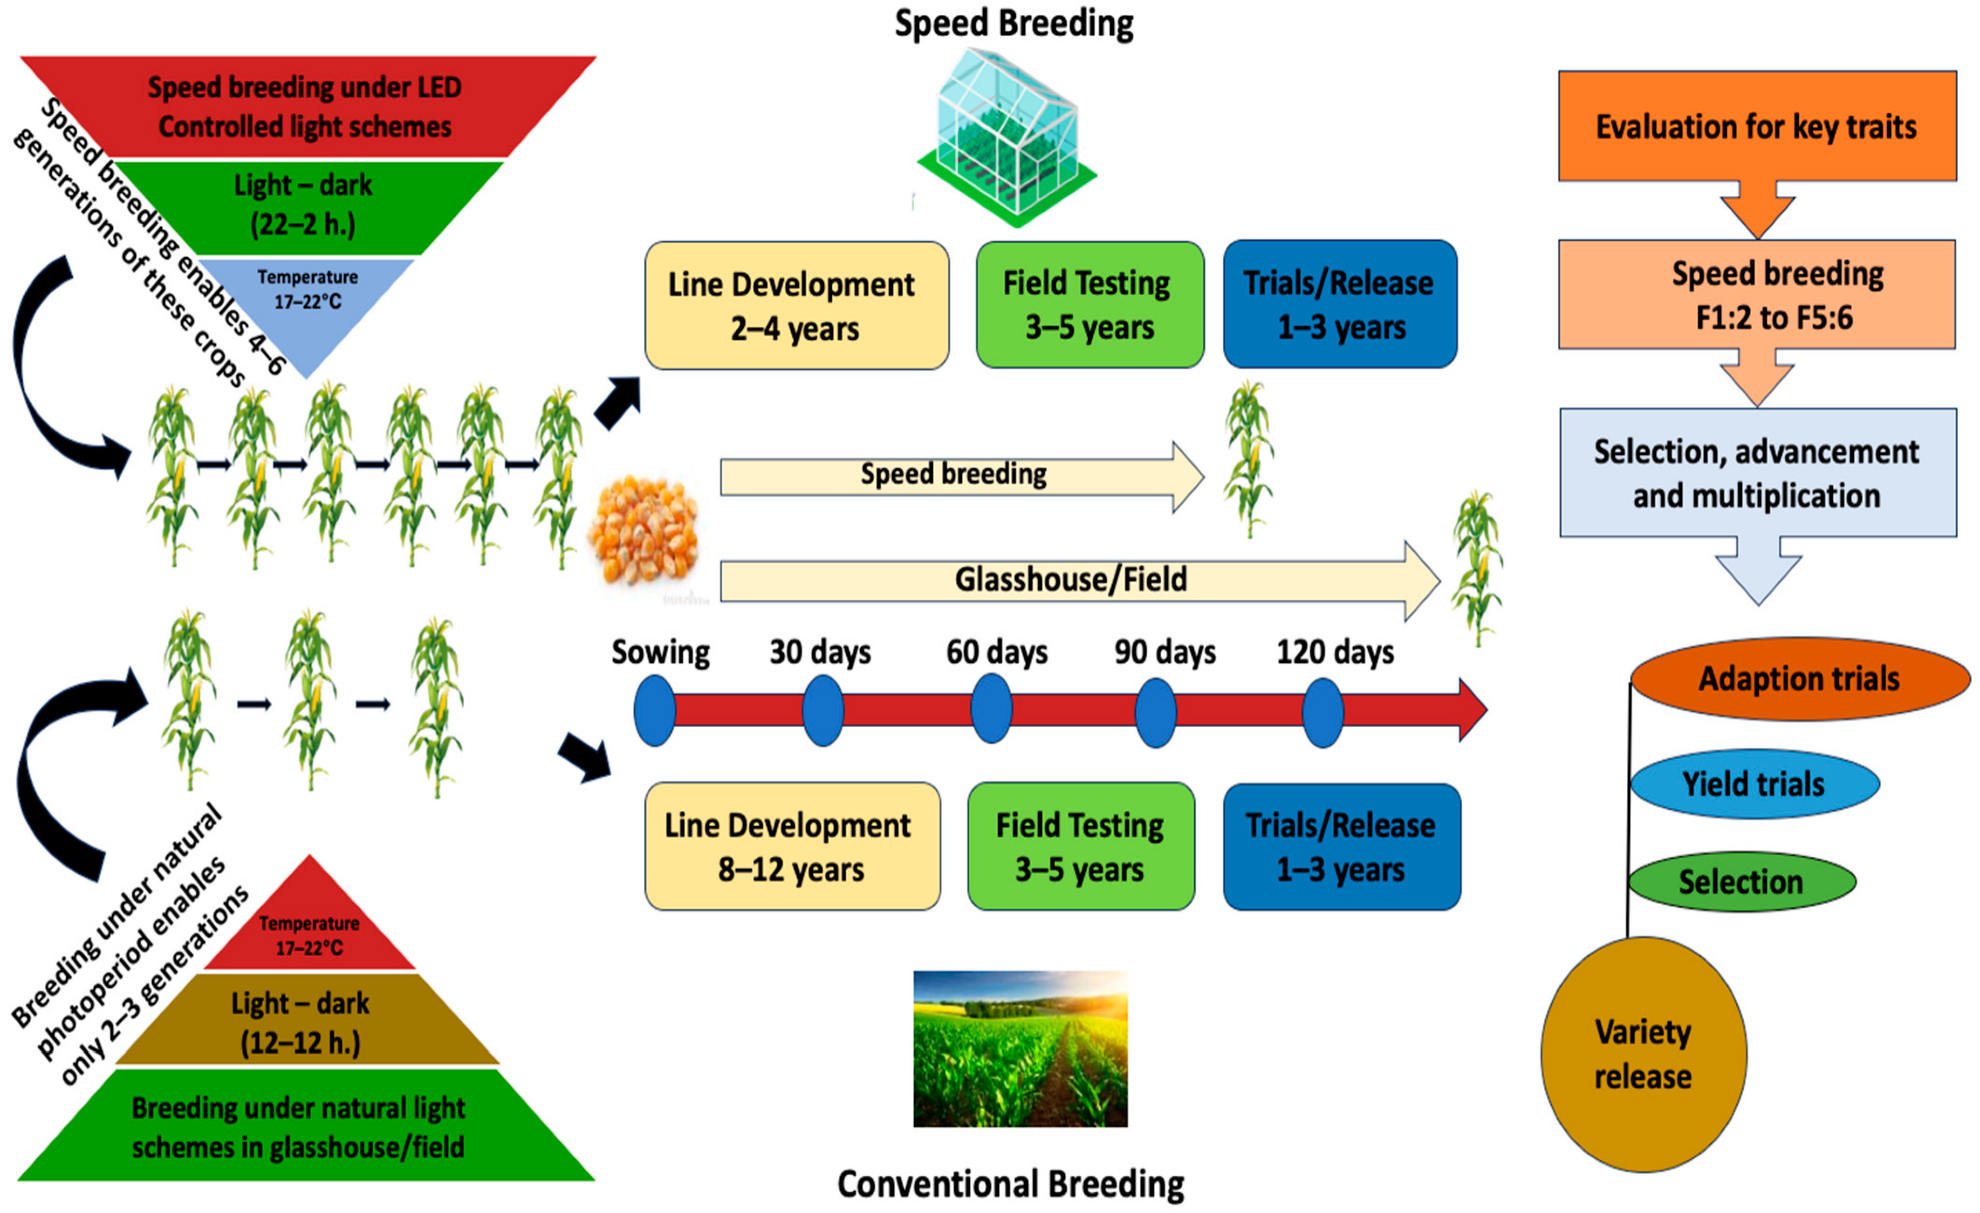 Speed Breeding
Speed breeding under LED
Controlled light schemes
Light – dark
(22–2 h.)
Temperature
17–22°C
Speed breeding enables 4–6
generations of these crops
Line Development
2–4 years
Field Testing
3–5 years
Trials/Release
1–3 years
Speed breeding
Glasshouse/Field
Sowing
30 days
60 days
90 days
120 days
Line Development
8–12 years
Field Testing
3–5 years
Trials/Release
1–3 years
Breeding under natural
photoperiod enables
only 2–3 generations
Temperature
17–22°C
Light – dark
(12–12 h.)
Breeding under natural light
schemes in glasshouse/field
Conventional Breeding
Evaluation for key traits
Speed breeding
F1:2 to F5:6
Selection, advancement
and multiplication
Adaption trials
Yield trials
Selection
Variety
release